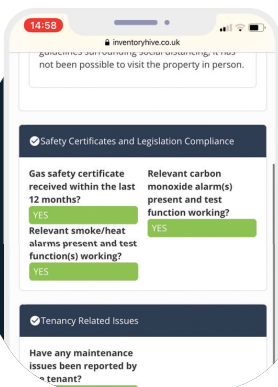 14:58
inventoryhive.co.uk
guidelines surrounding social distancing, it has
not been possible to visit the property in person.
Safety Certificates and Legislation Compliance
Gas safety certificate
received within the last
12 months?
YES
Relevant smoke/heat
alarms present and test
function(s) working?
YES
Relevant carbon
monoxide alarm(s)
present and test
function working?
YES
Tenancy Related Issues
Have any maintenance
issues been reported by
tenant?